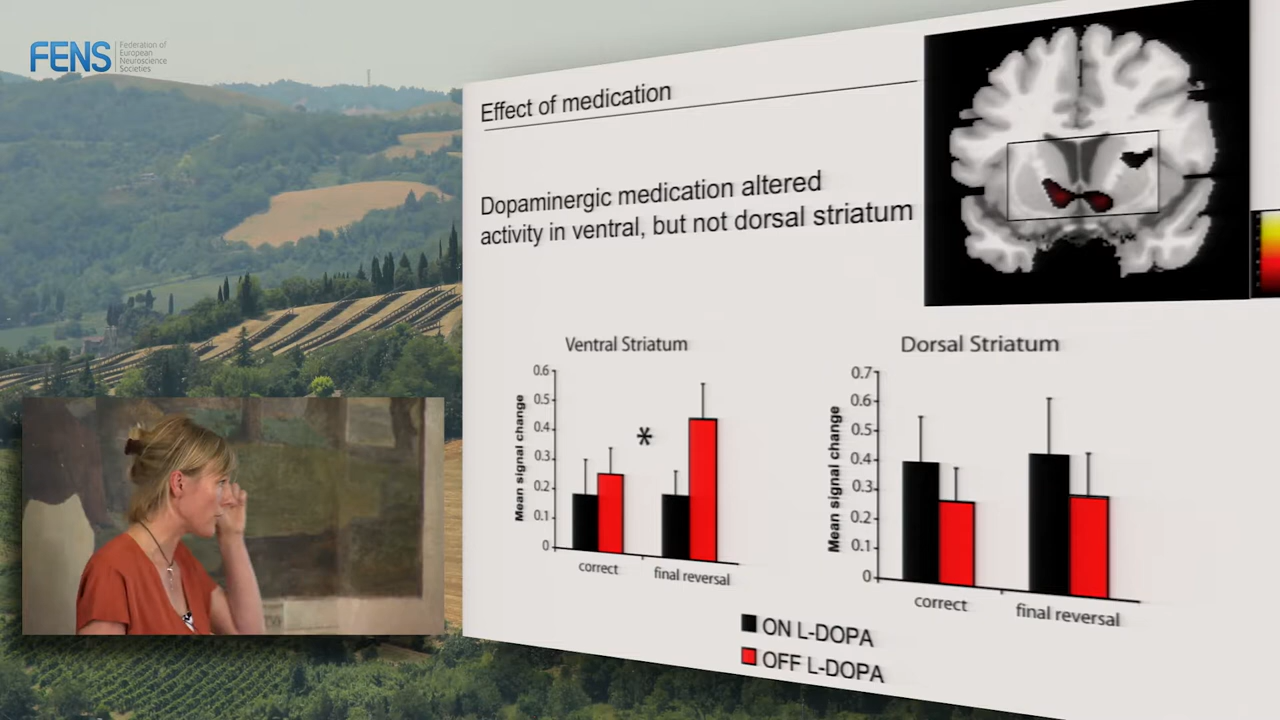 FENS
Federation of
European
Neuroscience
Societies
Effect of medication
Dopaminergic medication altered
activity in ventral, but not dorsal striatum
Ventral Striatum
Mean signal change
0.6
0.5
0.4
0.3
0.2
0.1
0
*
correct
final reversal
Dorsal Striatum
Mean signal change
0.7
0.6
0.5
0.4
0.3
0.2
0.1
0
correct
final reversal
ON L-DOPA
OFF L-DOPA